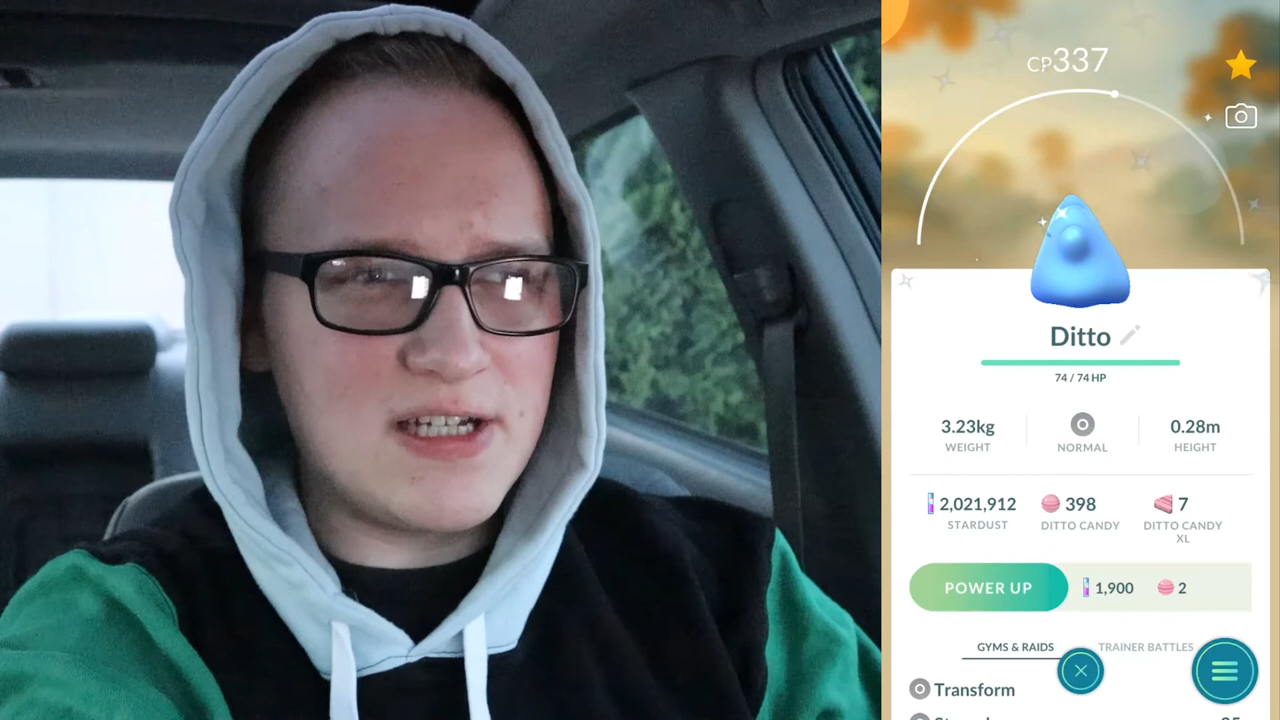 CP337
Ditto
74 / 74 HP
3.23kg
WEIGHT
NORMAL
0.28m
HEIGHT
2,021,912
STARDUST
398
DITTO CANDY
7
DITTO CANDY
XL
POWER UP
1,900
2
GYMS & RAIDS
TRAINER BATTLES
Transform